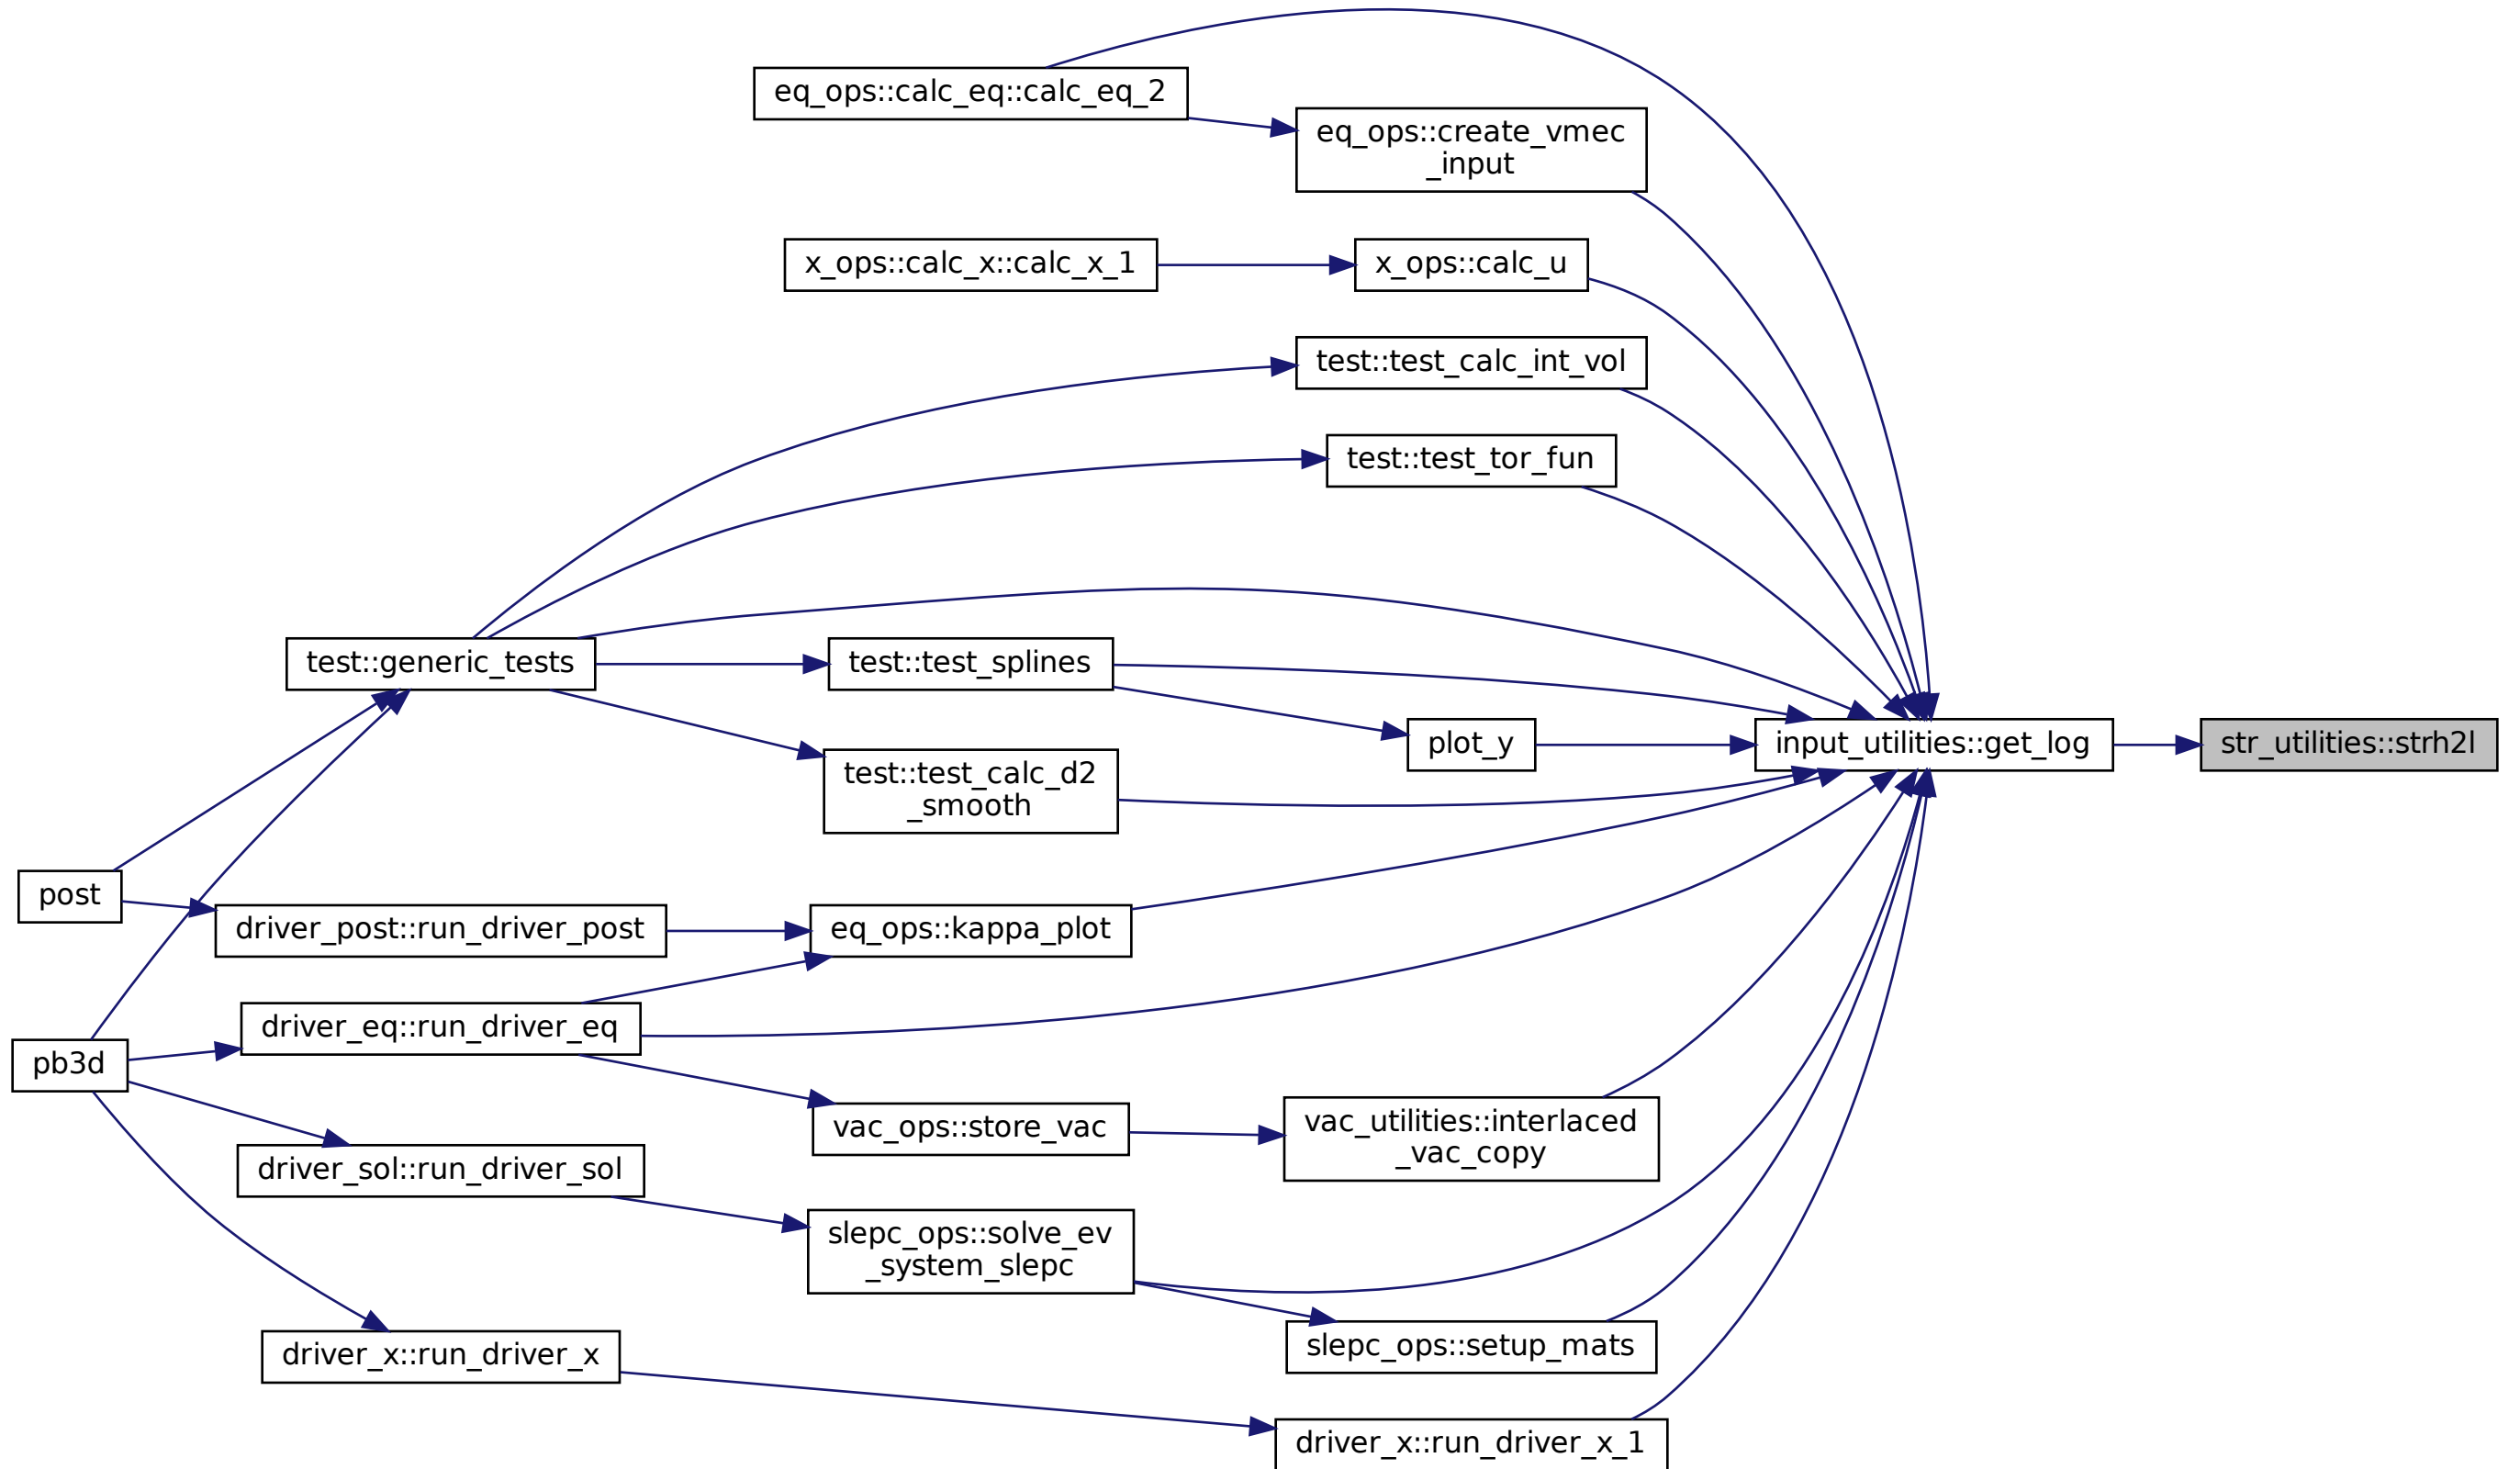 eq_ops::calc_eq::calc_eq_2
eq_ops::create_vmec
_input
x_ops::calc_x::calc_x_1
x_ops::calc_u
test::test_calc_int_vol
test::test_tor_fun
test::generic_tests
test::test_splines
plot_y
input_utilities::get_log
str_utilities::strh2l
test::test_calc_d2
_smooth
post
driver_post::run_driver_post
eq_ops::kappa_plot
driver_eq::run_driver_eq
pb3d
vac_ops::store_vac
vac_utilities::interlaced
_vac_copy
driver_sol::run_driver_sol
slepc_ops::solve_ev
_system_slepc
slepc_ops::setup_mats
driver_x::run_driver_x
driver_x::run_driver_x_1